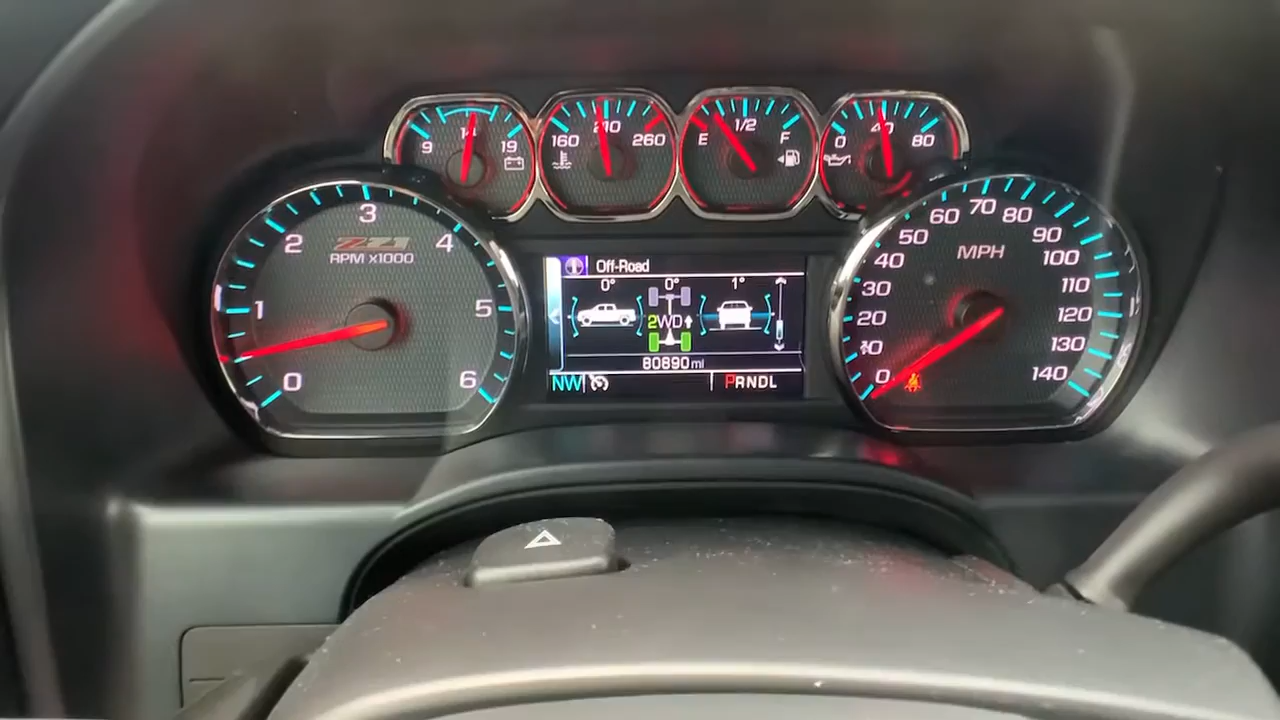 9 14 19
160 210 260
E 1/2 F
0 40 80
Z71
RPM x1000
0 1 2 3 4 5 6
Off-Road
0° 0° 1°
2WD
80890 mi
NW
PRNDL
MPH
0 10 20 30 40 50 60 70 80 90 100 110 120 130 140